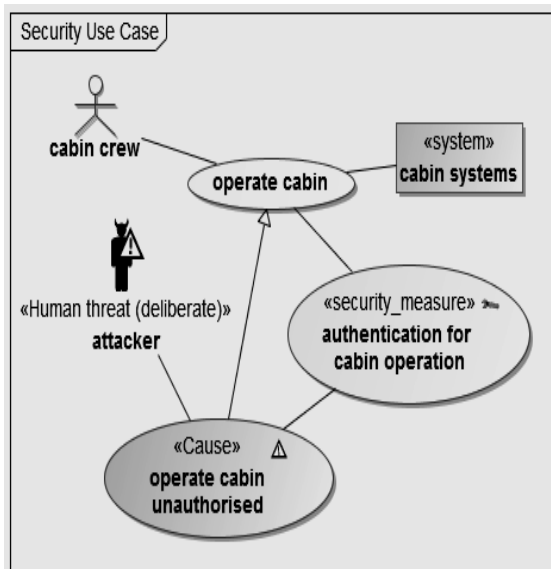 Security Use Case
cabin crew
«system»
cabin systems
operate cabin
«Human threat (deliberate)»
attacker
«security_measure»
authentication for
cabin operation
«Cause»
operate cabin
unauthorised